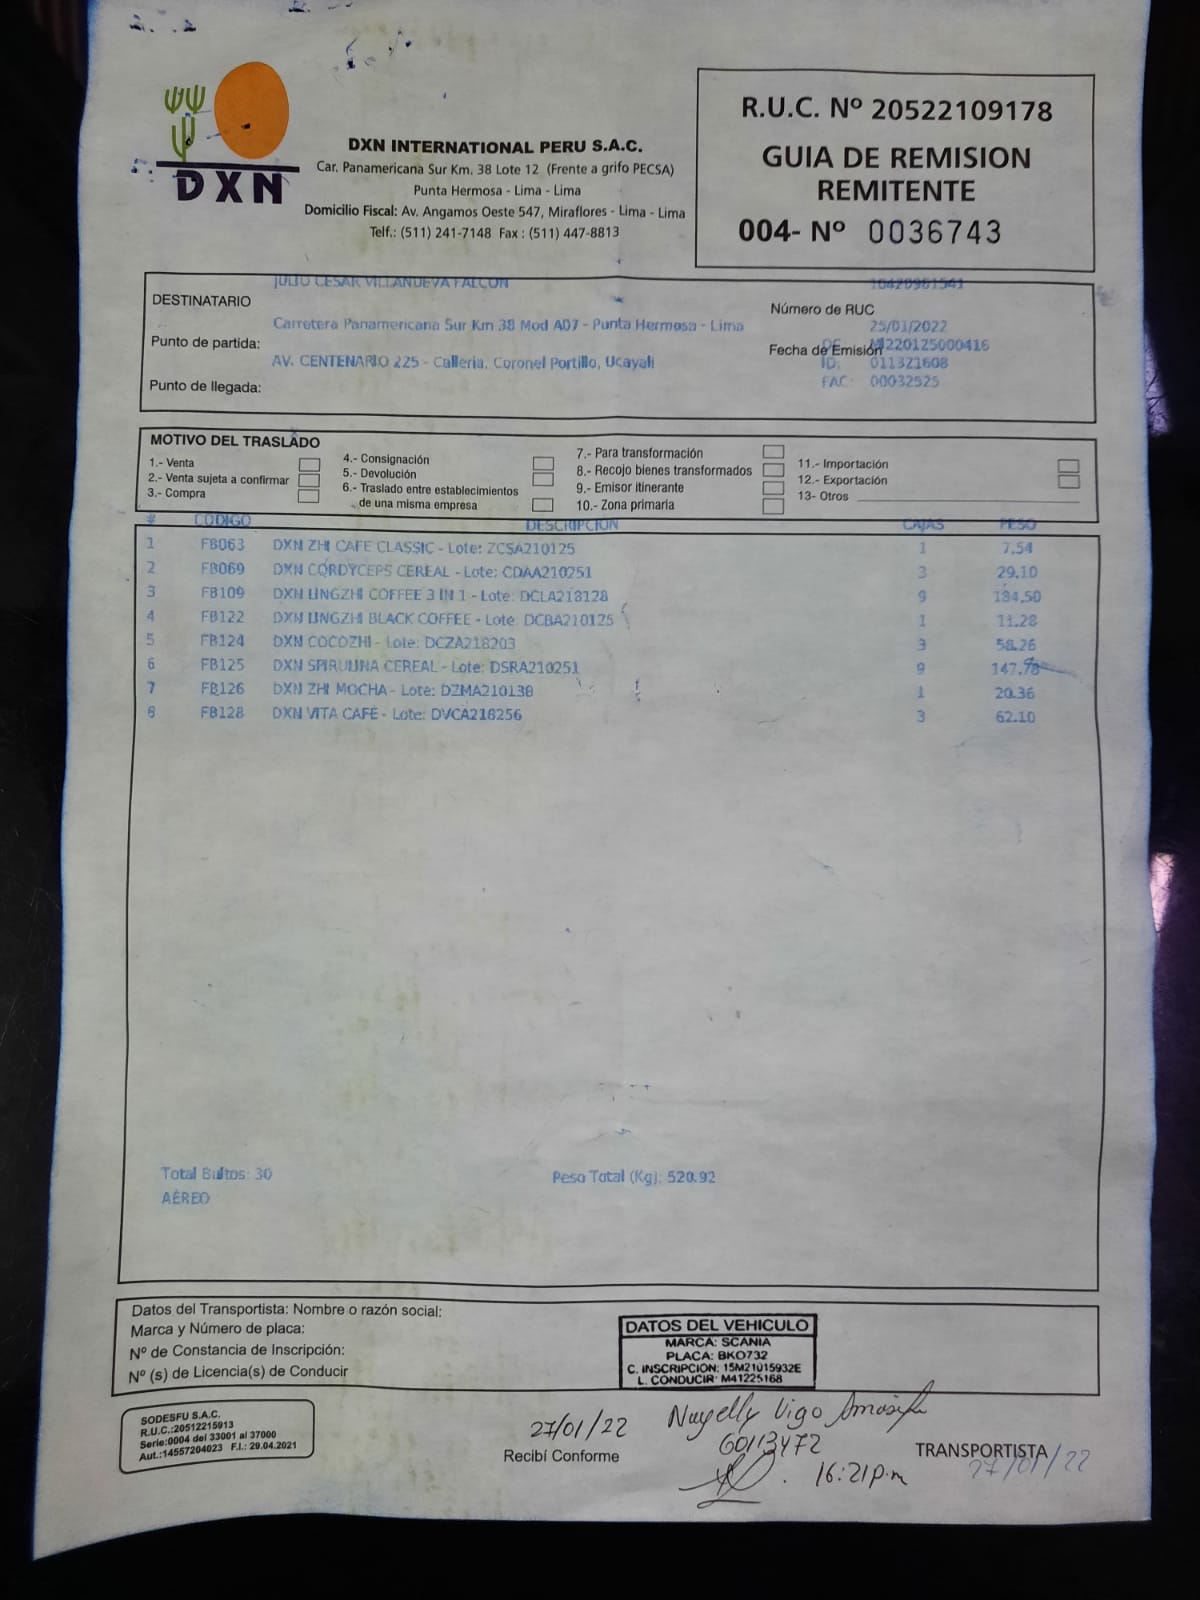 DXN
DXN INTERNATIONAL PERU S.A.C.
Car. Panamericana Sur Km. 38 Lote 12 (Frente a grifo PECSA)
Punta Hermosa - Lima - Lima
Domicilio Fiscal: Av. Angamos Oeste 547, Miraflores - Lima - Lima
Telf.: (511) 241-7148 Fax : (511) 447-8813
R.U.C. Nº 20522109178
GUIA DE REMISION
REMITENTE
004- Nº 0036743
JULIO CESAR VILLANUEVA FALCON
DESTINATARIO
10420961541
Número de RUC
Carretera Panamericana Sur Km 38 Mod A07 - Punta Hermosa - Lima
25/01/2022
Punto de partida:
Fecha de Emisión
M220125000416
AV. CENTENARIO 225 - Calleria, Coronel Portillo, Ucayali
ID: 011321608
Punto de llegada:
FAC: 00032525
MOTIVO DEL TRASLADO
1.- Venta
2.- Venta sujeta a confirmar
3.- Compra
4.- Consignación
5.- Devolución
6.- Traslado entre establecimientos
de una misma empresa
7.- Para transformación
8.- Recojo bienes transformados
9.- Emisor itinerante
10.- Zona primaria
11.- Importación
12.- Exportación
13- Otros
# CÓDIGO DESCRIPCIÓN CAJAS PESO
1 FB063 DXN ZHI CAFE CLASSIC - Lote: ZCSA210125 1 7.54
2 FB069 DXN CORDYCEPS CEREAL - Lote: CDAA210251 3 29.10
3 FB109 DXN LINGZHI COFFEE 3 IN 1 - Lote: DCLA218128 9 184.50
4 FB122 DXN LINGZHI BLACK COFFEE - Lote: DCBA210125 1 11.28
5 FB124 DXN COCOZHI - Lote: DCZA218203 3 58.26
6 FB125 DXN SPIRULINA CEREAL - Lote: DSRA210251 9 147.78
7 FB126 DXN ZHI MOCHA - Lote: DZMA210138 1 20.36
8 FB128 DXN VITA CAFÉ - Lote: DVCA218256 3 62.10
Total Bultos: 30
Peso Total (Kg): 520.92
AÉREO
Datos del Transportista: Nombre o razón social:
Marca y Número de placa:
Nº de Constancia de Inscripción:
Nº (s) de Licencia(s) de Conducir
DATOS DEL VEHICULO
MARCA: SCANIA
PLACA: BKO732
C. INSCRIPCION: 15M21015932E
L. CONDUCIR: M41225168
SODESFU S.A.C.
R.U.C.:20512215913
Serie:0004 del 33001 al 37000
Aut.:14557204023 F.I.: 29.04.2021
27/01/22
Recibí Conforme
Nuyelly Vigo
60113472
16:21 p.m
TRANSPORTISTA
27/01/22